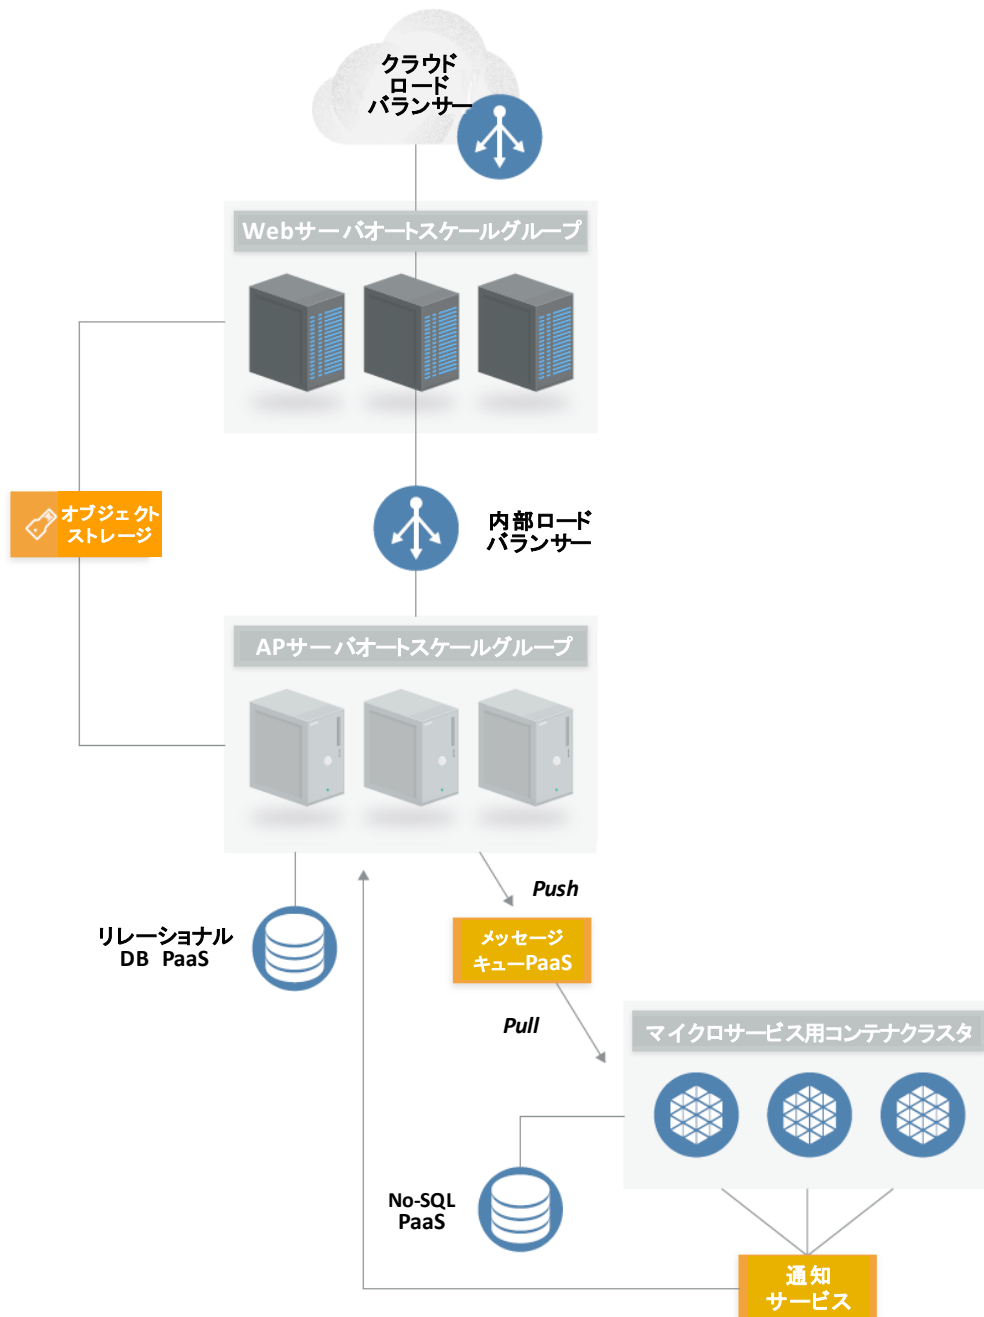 クラウド
ロード
バランサー
Webサーバオートスケールグループ
オブジェクト
ストレージ
内部ロード
バランサー
APサーバオートスケールグループ
Push
リレーショナル
DB PaaS
メッセージ
キューPaaS
Pull
マイクロサービス用コンテナクラスタ
No-SQL
PaaS
通知
サービス